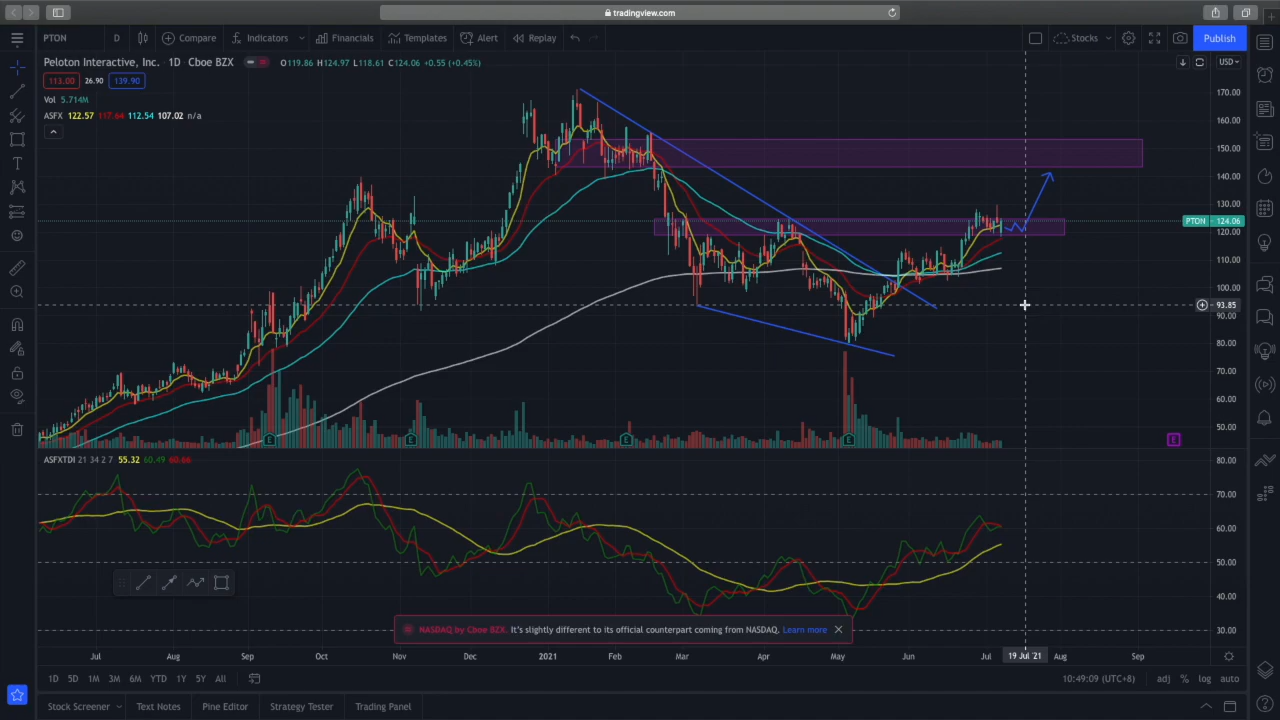 tradingview.com
PTON D Compare Indicators Financials Templates Alert Replay Stocks Publish
Peloton Interactive, Inc. · 1D · Cboe BZX O119.86 H124.97 L118.61 C124.06 +0.55 (+0.45%) USD
113.00 26.90 139.90
Vol 5.714M
ASFX 122.57 117.64 112.54 107.02 n/a
170.00
160.00
150.00
140.00
130.00
PTON 124.06
120.00
110.00
100.00
93.85
90.00
80.00
70.00
60.00
50.00
E E E E E
ASFXTDI 21 34 2 7 55.32 60.49 60.66
80.00
70.00
60.00
50.00
40.00
30.00
NASDAQ by Cboe BZX. It's slightly different to its official counterpart coming from NASDAQ. Learn more
Jul Aug Sep Oct Nov Dec 2021 Feb Mar Apr May Jun Jul 19 Jul '21 Aug Sep
1D 5D 1M 3M 6M YTD 1Y 5Y All 10:49:09 (UTC+8) adj % log auto
Stock Screener Text Notes Pine Editor Strategy Tester Trading Panel